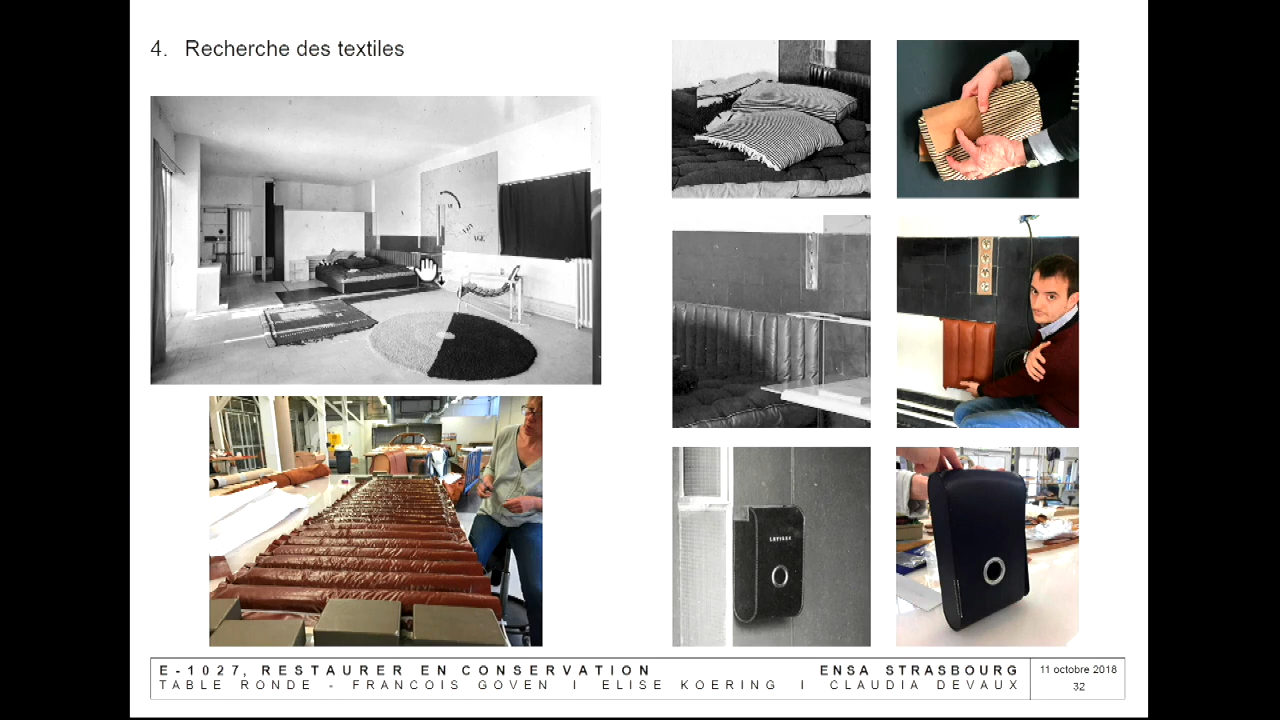 4. Recherche des textiles
E-1027, RESTAURER EN CONSERVATION
TABLE RONDE - FRANCOIS GOVEN I ELISE KOERING I CLAUDIA DEVAUX
ENSA STRASBOURG
11 octobre 2018
32